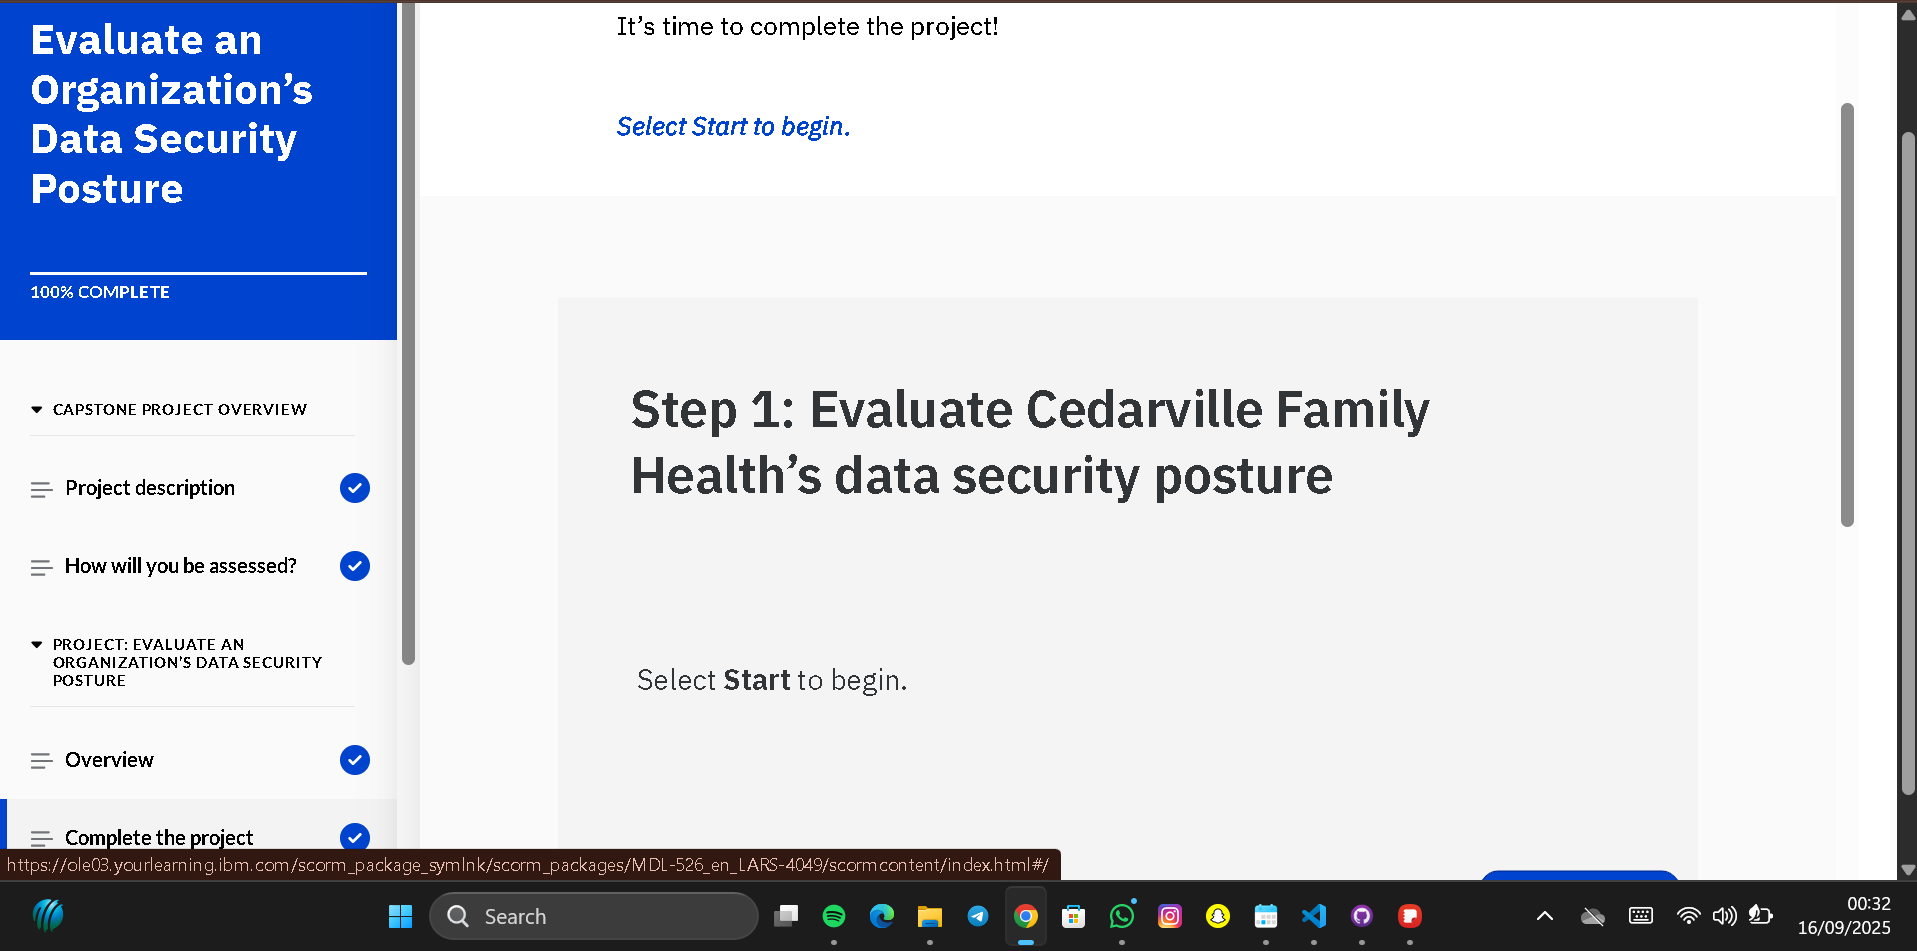 Evaluate an
Organization’s
Data Security
Posture
100% COMPLETE
CAPSTONE PROJECT OVERVIEW
Project description
How will you be assessed?
PROJECT: EVALUATE AN
ORGANIZATION’S DATA SECURITY
POSTURE
Overview
Complete the project
It’s time to complete the project!
Select Start to begin.
Step 1: Evaluate Cedarville Family
Health’s data security posture
Select Start to begin.
https://ole03.yourlearning.ibm.com/scorm_package_symlnk/scorm_packages/MDL-526_en_LARS-4049/scormcontent/index.html#/
Search
00:32
16/09/2025